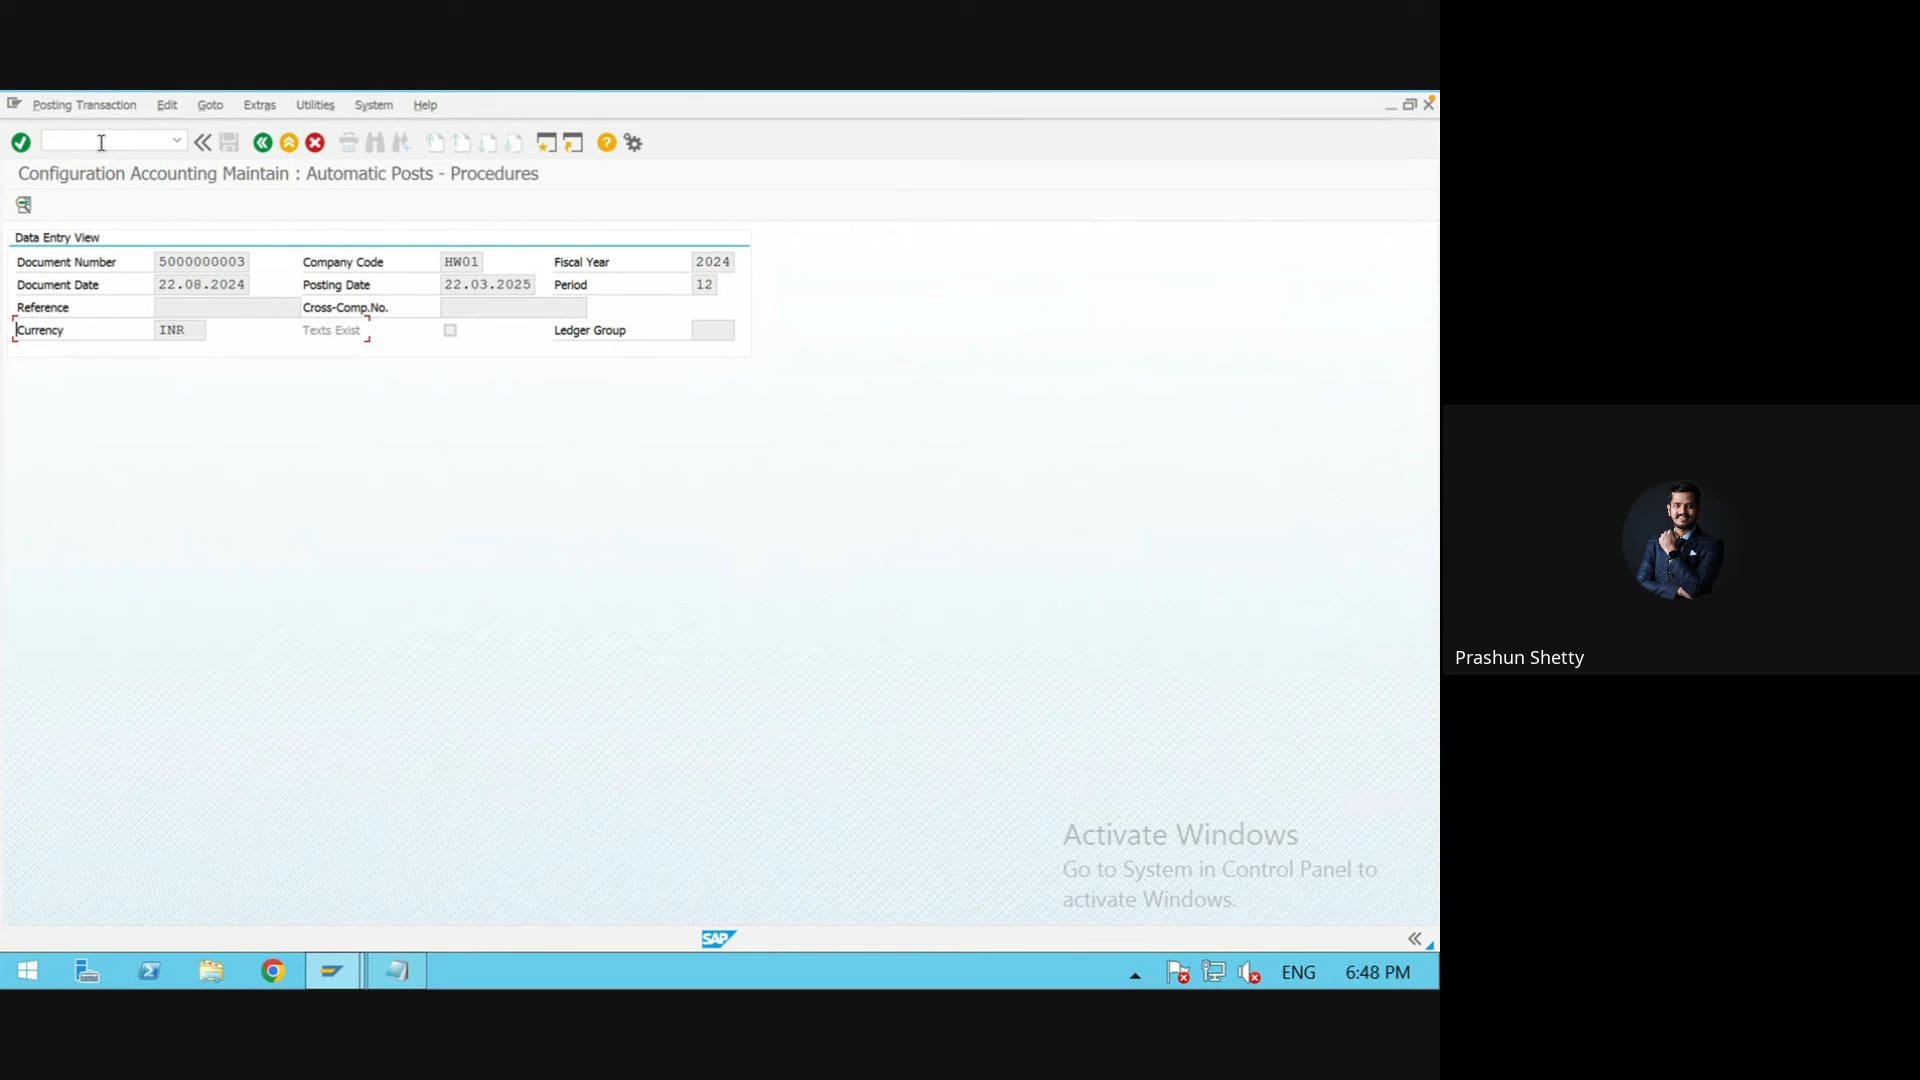 Posting Transaction Edit Goto Extras Utilities System Help
Configuration Accounting Maintain : Automatic Posts - Procedures
Data Entry View
Document Number 5000000003 Company Code HW01 Fiscal Year 2024
Document Date 22.08.2024 Posting Date 22.03.2025 Period 12
Reference Cross-Comp.No.
Currency INR Texts Exist Ledger Group
Prashun Shetty
Activate Windows
Go to System in Control Panel to
activate Windows.
SAP
ENG 6:48 PM